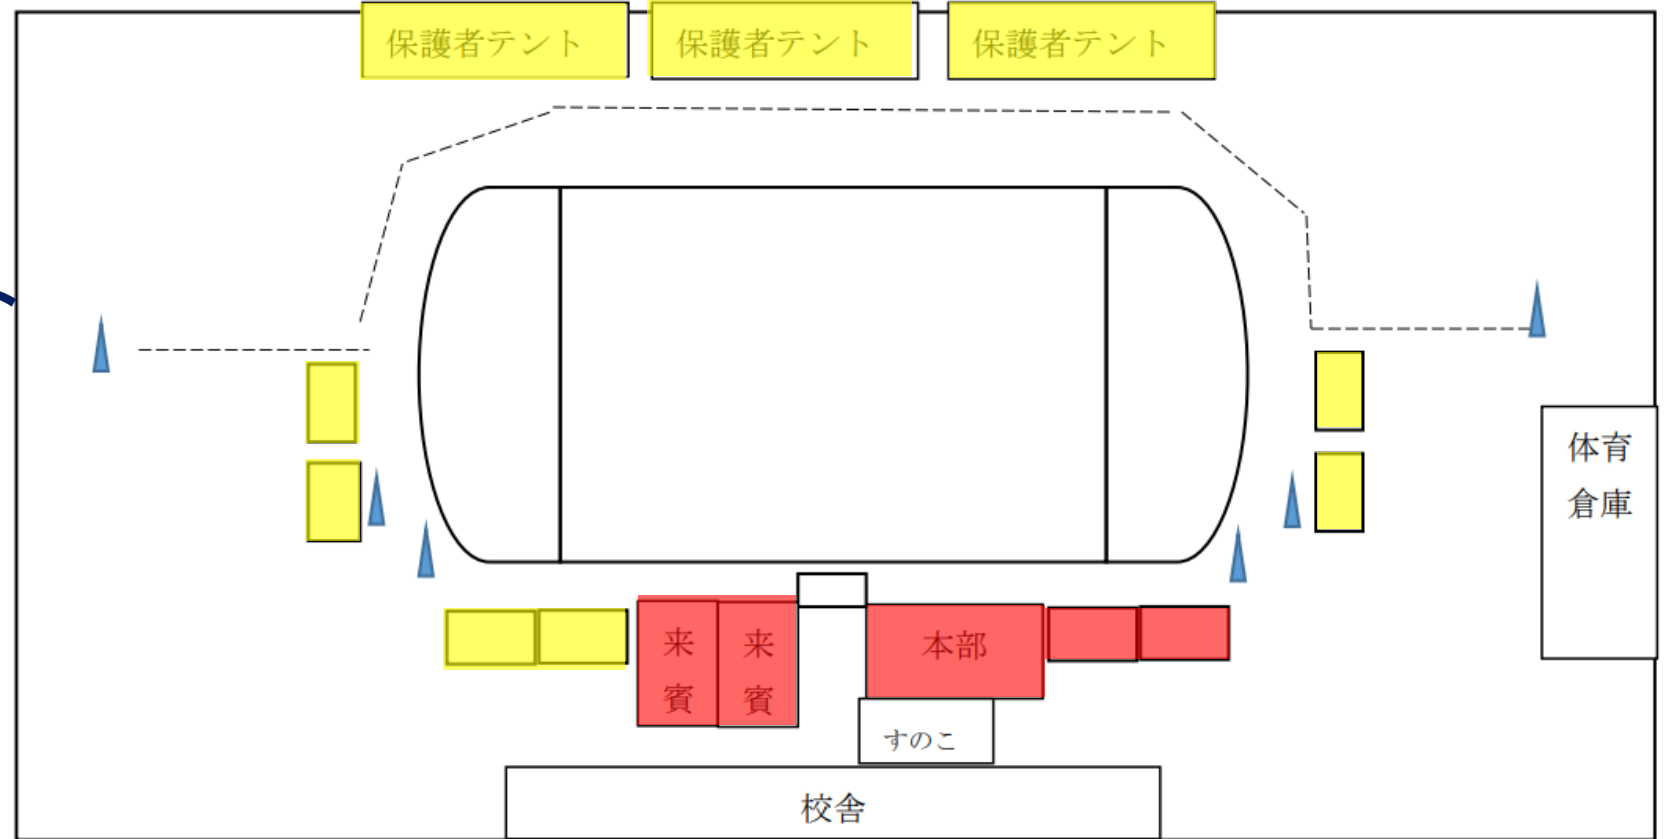 保護者テント
保護者テント
保護者テント
体育
倉庫
来
賓
来
賓
本部
すのこ
校舎